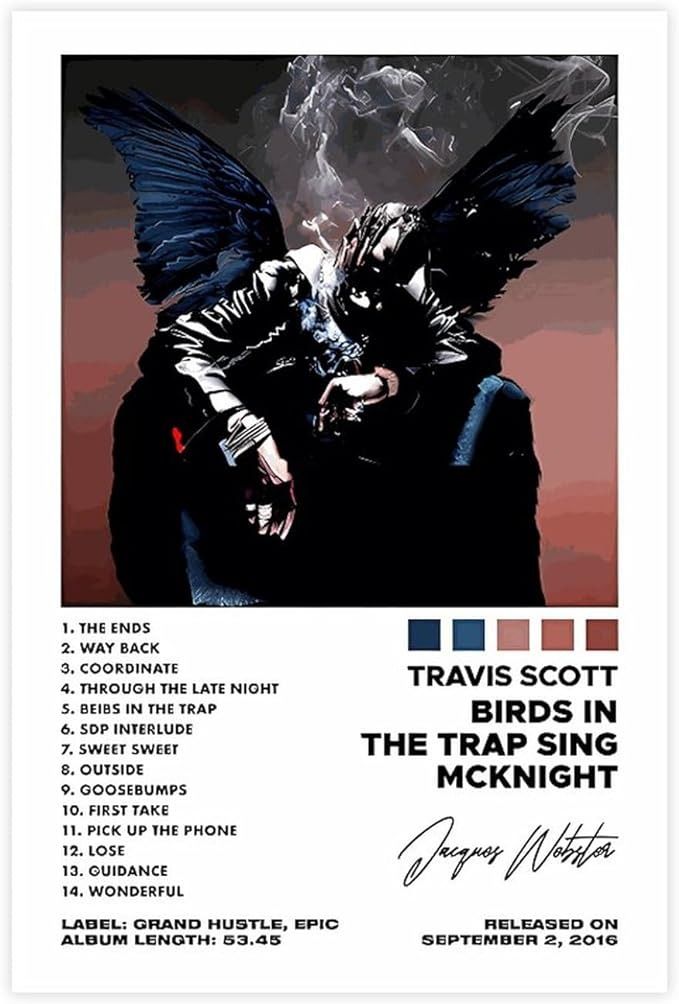 1. THE ENDS
2. WAY BACK
3. COORDINATE
4. THROUGH THE LATE NIGHT
5. BEIBS IN THE TRAP
6. SDP INTERLUDE
7. SWEET SWEET
8. OUTSIDE
9. GOOSEBUMPS
10. FIRST TAKE
11. PICK UP THE PHONE
12. LOSE
13. GUIDANCE
14. WONDERFUL
TRAVIS SCOTT
BIRDS IN
THE TRAP SING
MCKNIGHT
Jacques Webster
LABEL: GRAND HUSTLE, EPIC
ALBUM LENGTH: 53.45
RELEASED ON
SEPTEMBER 2, 2016